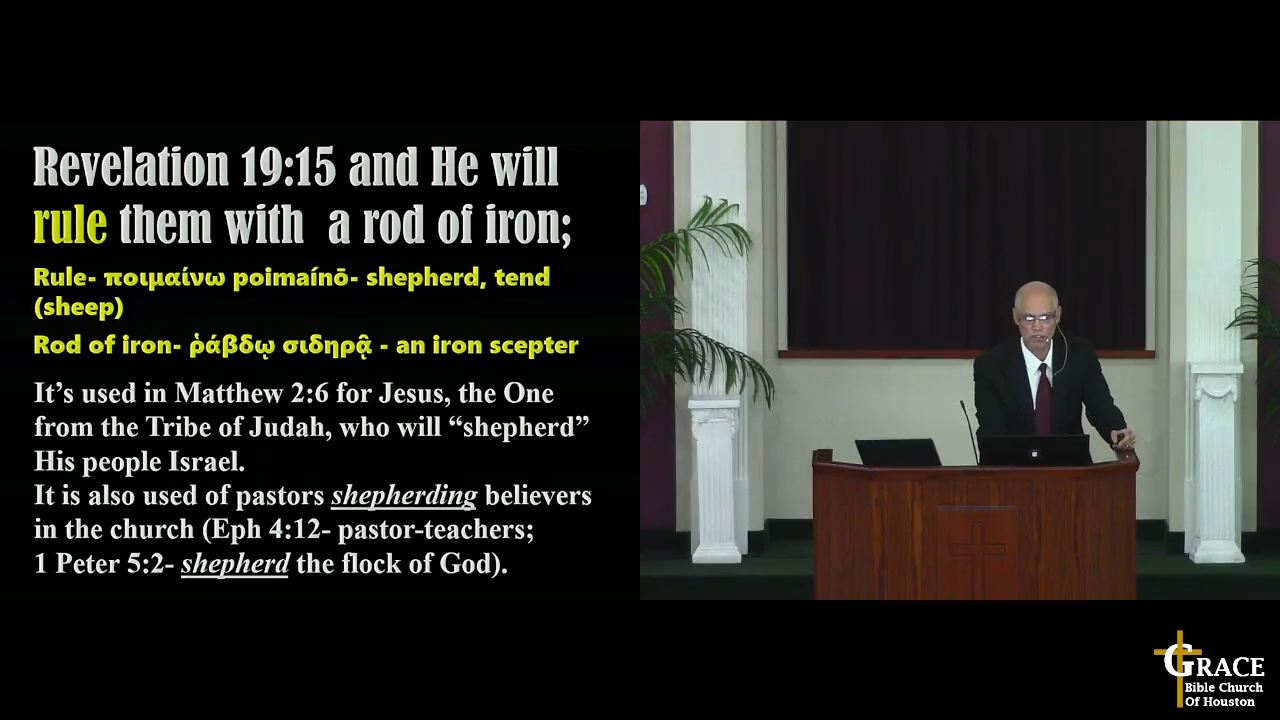 Revelation 19:15 and He will
rule them with a rod of iron;
Rule- ποιμαίνω poimaínō- shepherd, tend
(sheep)
Rod of iron- ῥάβδῳ σιδηρᾷ - an iron scepter
It’s used in Matthew 2:6 for Jesus, the One
from the Tribe of Judah, who will “shepherd”
His people Israel.
It is also used of pastors shepherding believers
in the church (Eph 4:12- pastor-teachers;
1 Peter 5:2- shepherd the flock of God).
GRACE
Bible Church
Of Houston